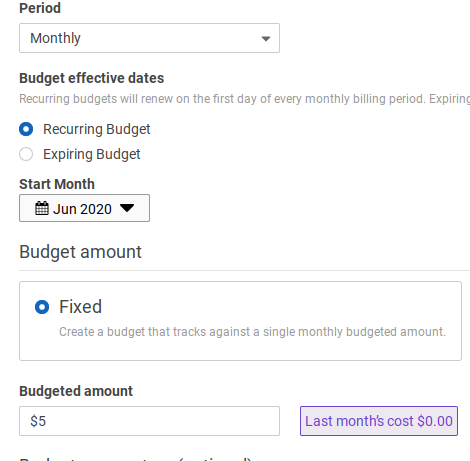 Period
Monthly
Budget effective dates
Recurring budgets will renew on the first day of every monthly billing period. Expiring
Recurring Budget
Expiring Budget
Start Month
Jun 2020
Budget amount
Fixed
Create a budget that tracks against a single monthly budgeted amount.
Budgeted amount
$5
Last month's cost $0.00